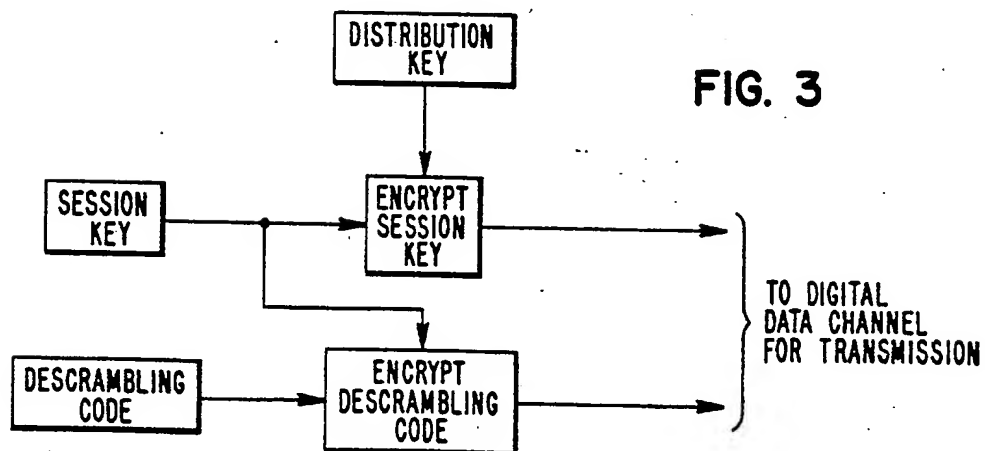 DISTRIBUTION
KEY
FIG. 3
SESSION
KEY
ENCRYPT
SESSION
KEY
TO DIGITAL
DATA CHANNEL
FOR TRANSMISSION
DESCRAMBLING
CODE
ENCRYPT
DESCRAMBLING
CODE